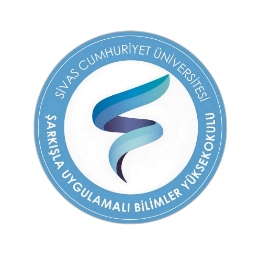 SİVAS CUMHURİYET ÜNİVERSİTESİ
ŞARKIŞLA UYGULAMALI BİLİMLER YÜKSEKOKULU